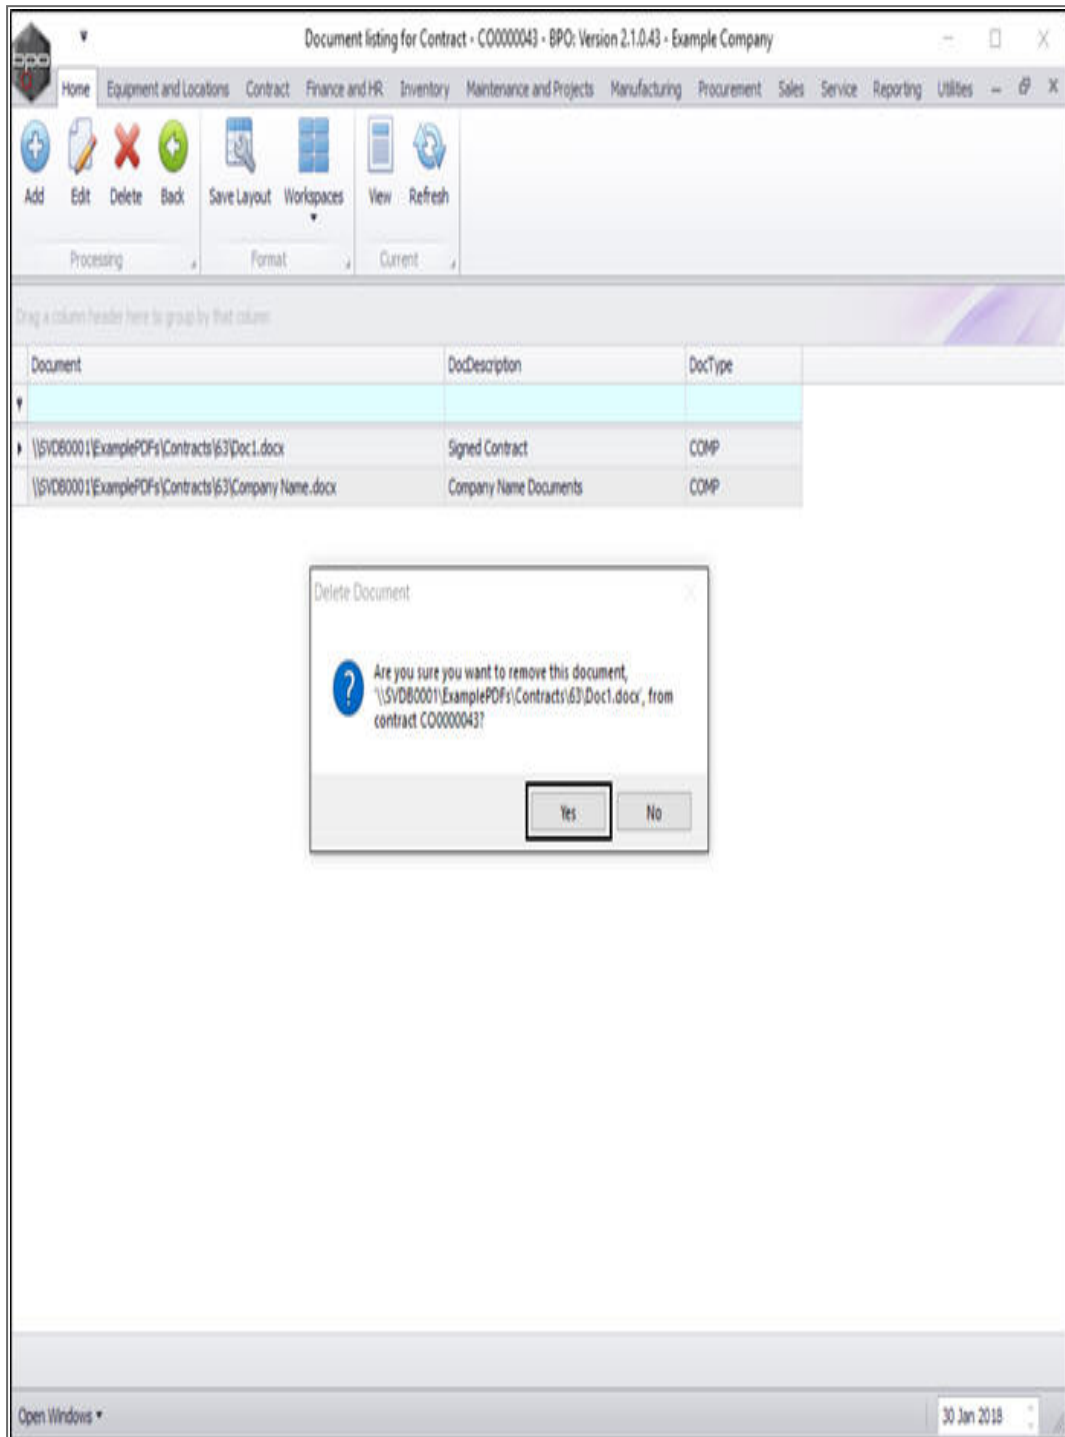 Document listing for Contract - CO0000043 - BPO: Version 2.1.0.43 - Example Company
bpo
Home Equipment and Locations Contract Finance and HR Inventory Maintenance and Projects Manufacturing Procurement Sales Service Reporting Utilities
Add Edit Delete Back Save Layout Workspaces View Refresh
Processing Format Current
Drag a column header here to group by that column
Document DocDescription DocType
\\SVDB0001\ExamplePDFs\Contracts\63\Doc1.docx Signed Contract COMP
\\SVDB0001\ExamplePDFs\Contracts\63\Company Name.docx Company Name Documents COMP
Delete Document
Are you sure you want to remove this document,
'\\SVDB0001\ExamplePDFs\Contracts\63\Doc1.docx', from
contract CO0000043?
Yes No
Open Windows 30 Jan 2018